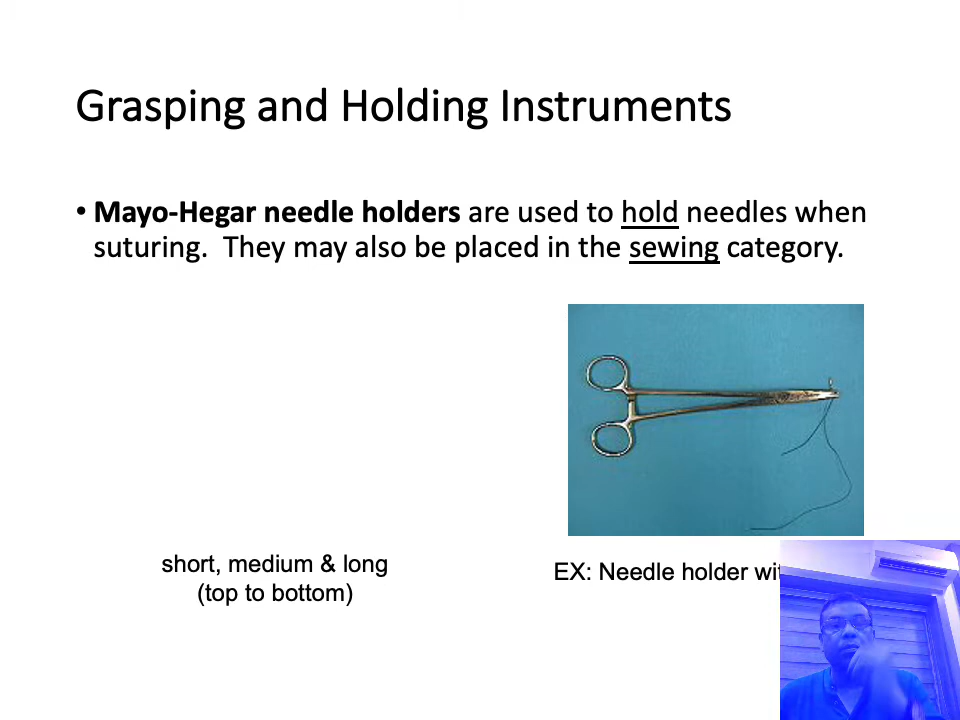 Grasping and Holding Instruments
• Mayo-Hegar needle holders are used to hold needles when
suturing. They may also be placed in the sewing category.
short, medium & long
(top to bottom)
EX: Needle holder